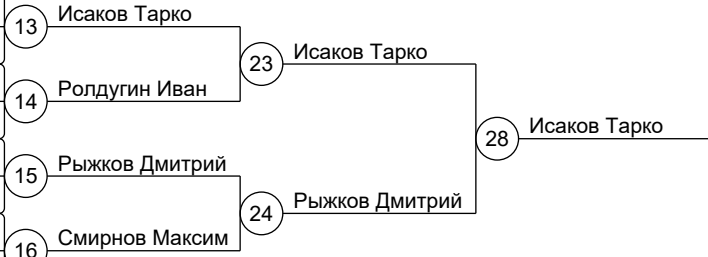 13 Исаков Тарко
23 Исаков Тарко
14 Ролдугин Иван
28 Исаков Тарко
15 Рыжков Дмитрий
24 Рыжков Дмитрий
16 Смирнов Максим